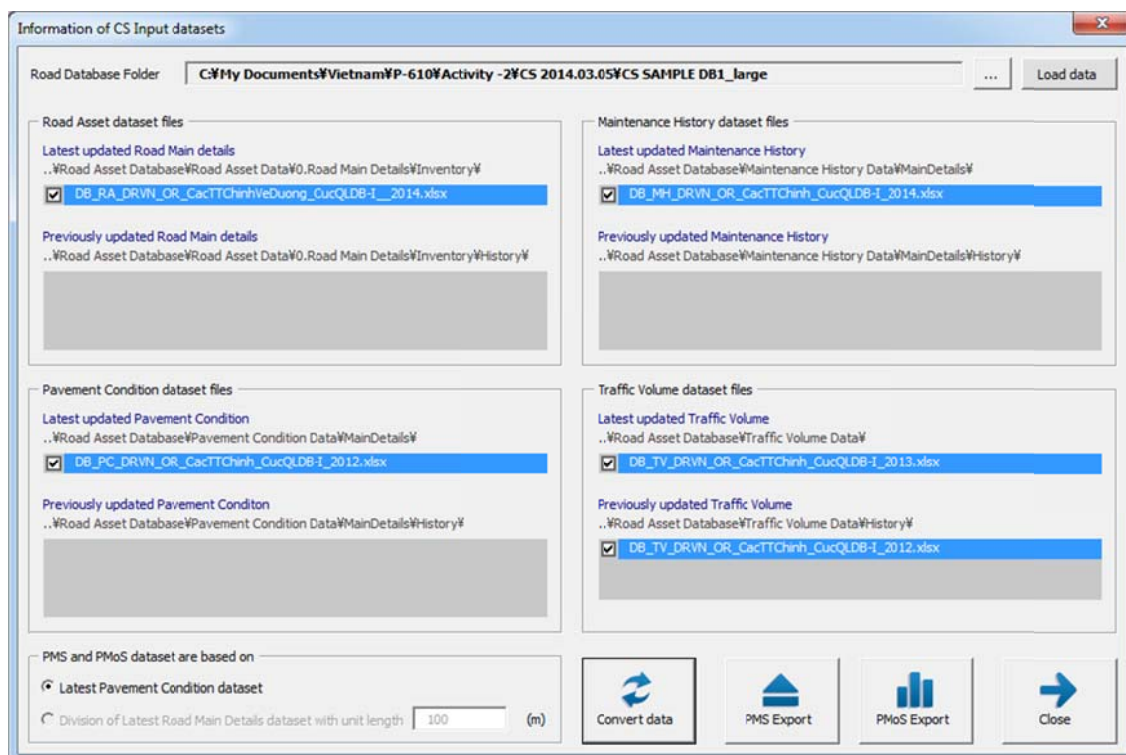 Information of CS Input datasets
Road Database Folder C:¥My Documents¥Vietnam¥P-610¥Activity -2¥CS 2014.03.05¥CS SAMPLE DB1_large ... Load data
Road Asset dataset files
Latest updated Road Main details
..¥Road Asset Database¥Road Asset Data¥0.Road Main Details¥Inventory¥
DB_RA_DRVN_OR_CacTTChinhVeDuong_CucQLDB-I__2014.xlsx
Previously updated Road Main details
..¥Road Asset Database¥Road Asset Data¥0.Road Main Details¥Inventory¥History¥
Maintenance History dataset files
Latest updated Maintenance History
..¥Road Asset Database¥Maintenance History Data¥MainDetails¥
DB_MH_DRVN_OR_CacTTChinh_CucQLDB-I_2014.xlsx
Previously updated Maintenance History
..¥Road Asset Database¥Maintenance History Data¥MainDetails¥History¥
Pavement Condition dataset files
Latest updated Pavement Condition
..¥Road Asset Database¥Pavement Condition Data¥MainDetails¥
DB_PC_DRVN_OR_CacTTChinh_CucQLDB-I_2012.xlsx
Previously updated Pavement Conditon
..¥Road Asset Database¥Pavement Condition Data¥MainDetails¥History¥
Traffic Volume dataset files
Latest updated Traffic Volume
..¥Road Asset Database¥Traffic Volume Data¥
DB_TV_DRVN_OR_CacTTChinh_CucQLDB-I_2013.xlsx
Previously updated Traffic Volume
..¥Road Asset Database¥Traffic Volume Data¥History¥
DB_TV_DRVN_OR_CacTTChinh_CucQLDB-I_2012.xlsx
PMS and PMoS dataset are based on
Latest Pavement Condition dataset
Division of Latest Road Main Details dataset with unit length 100 (m)
Convert data
PMS Export
PMoS Export
Close